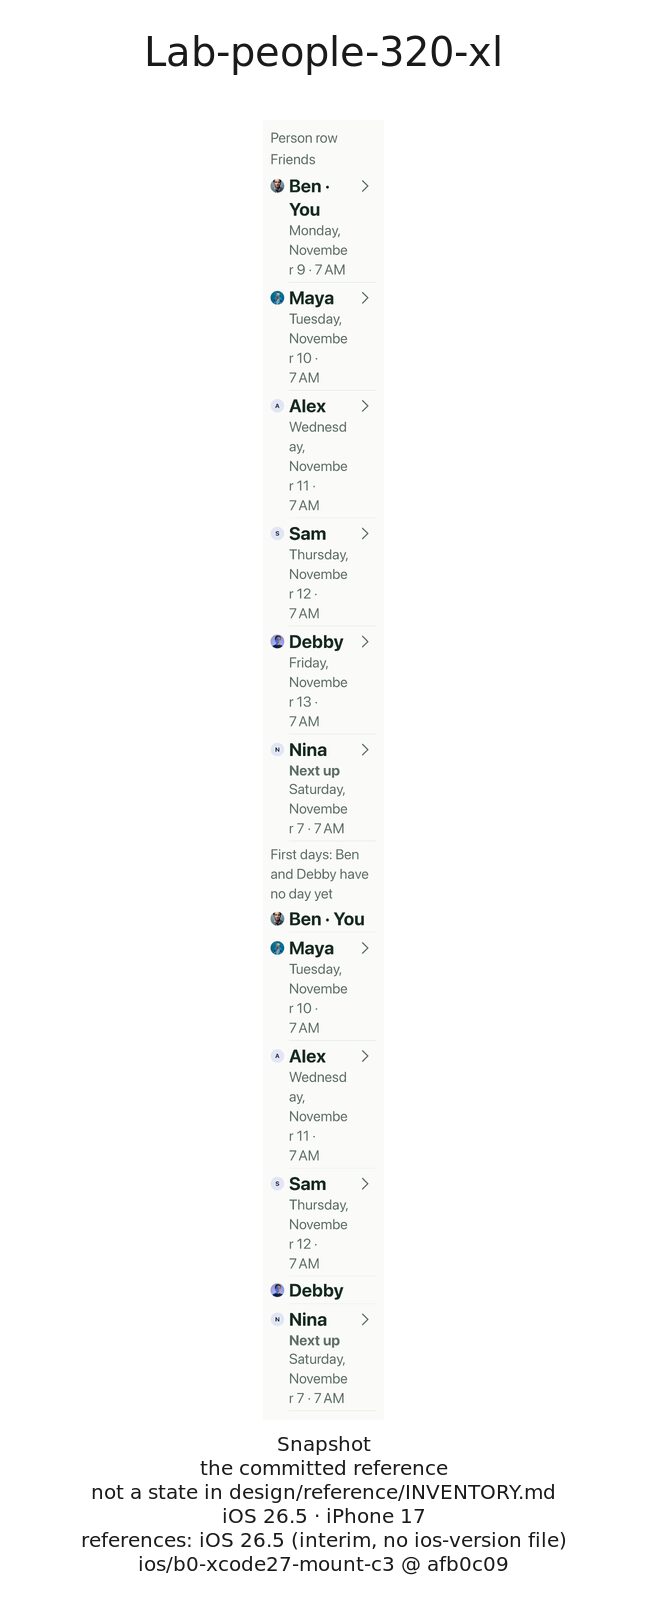 Lab-people-320-xl
Person row
Friends
Ben ·
You
Monday,
Novembe
r 9 · 7 AM
Maya
Tuesday,
Novembe
r 10 ·
7 AM
A
Alex
Wednesd
ay,
Novembe
r 11 ·
7 AM
S
Sam
Thursday,
Novembe
r 12 ·
7 AM
Debby
Friday,
Novembe
r 13 ·
7 AM
N
Nina
Next up
Saturday,
Novembe
r 7 · 7 AM
First days: Ben
and Debby have
no day yet
Ben · You
Maya
Tuesday,
Novembe
r 10 ·
7 AM
A
Alex
Wednesd
ay,
Novembe
r 11 ·
7 AM
S
Sam
Thursday,
Novembe
r 12 ·
7 AM
Debby
N
Nina
Next up
Saturday,
Novembe
r 7 · 7 AM
Snapshot
the committed reference
not a state in design/reference/INVENTORY.md
iOS 26.5 · iPhone 17
references: iOS 26.5 (interim, no ios-version file)
ios/b0-xcode27-mount-c3 @ afb0c09